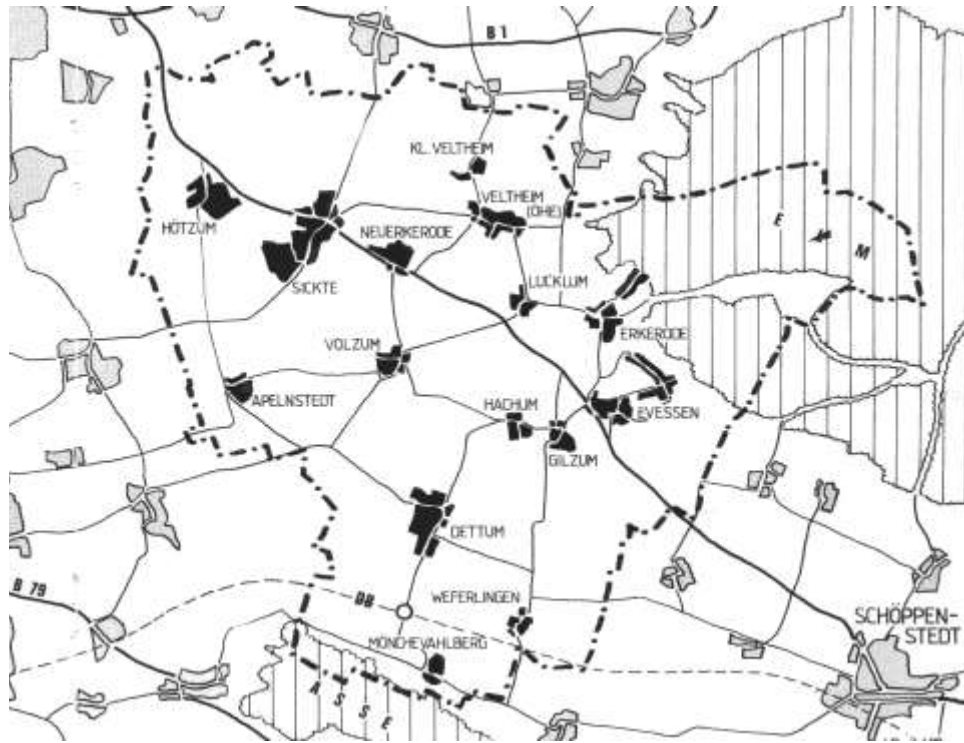 B 1
KL. VELTHEIM
VELTHEIM
(OHE)
HÖTZUM
NEUERKERODE
E L M
SICKTE
LUCKLUM
ERKERODE
VOLZUM
APELNSTEDT
HACHUM
EVESSEN
GILZUM
DETTUM
B 79
DB
WEFERLINGEN
SCHÖPPEN-
STEDT
MÖNCHEVAHLBERG
A S S E